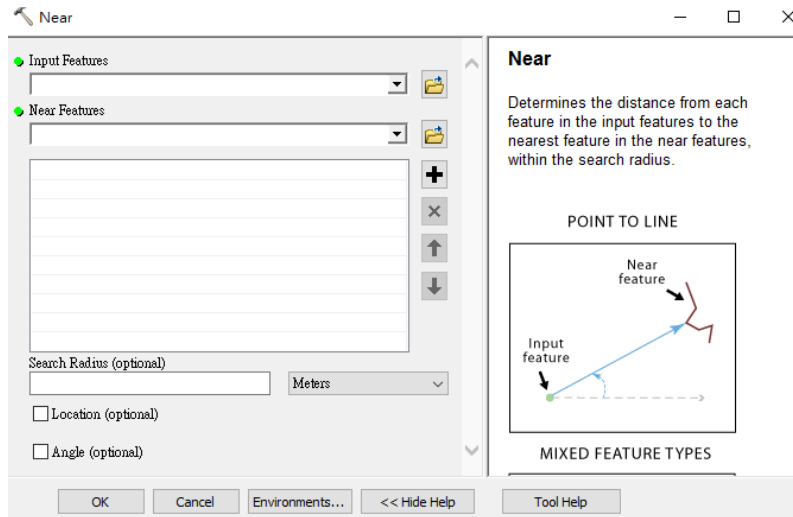 Near
Input Features
Near Features
Search Radius (optional)
Meters
Location (optional)
Angle (optional)
OK
Cancel
Environments...
<< Hide Help
Tool Help
Near
Determines the distance from each
feature in the input features to the
nearest feature in the near features,
within the search radius.
POINT TO LINE
Near
feature
Input
feature
MIXED FEATURE TYPES